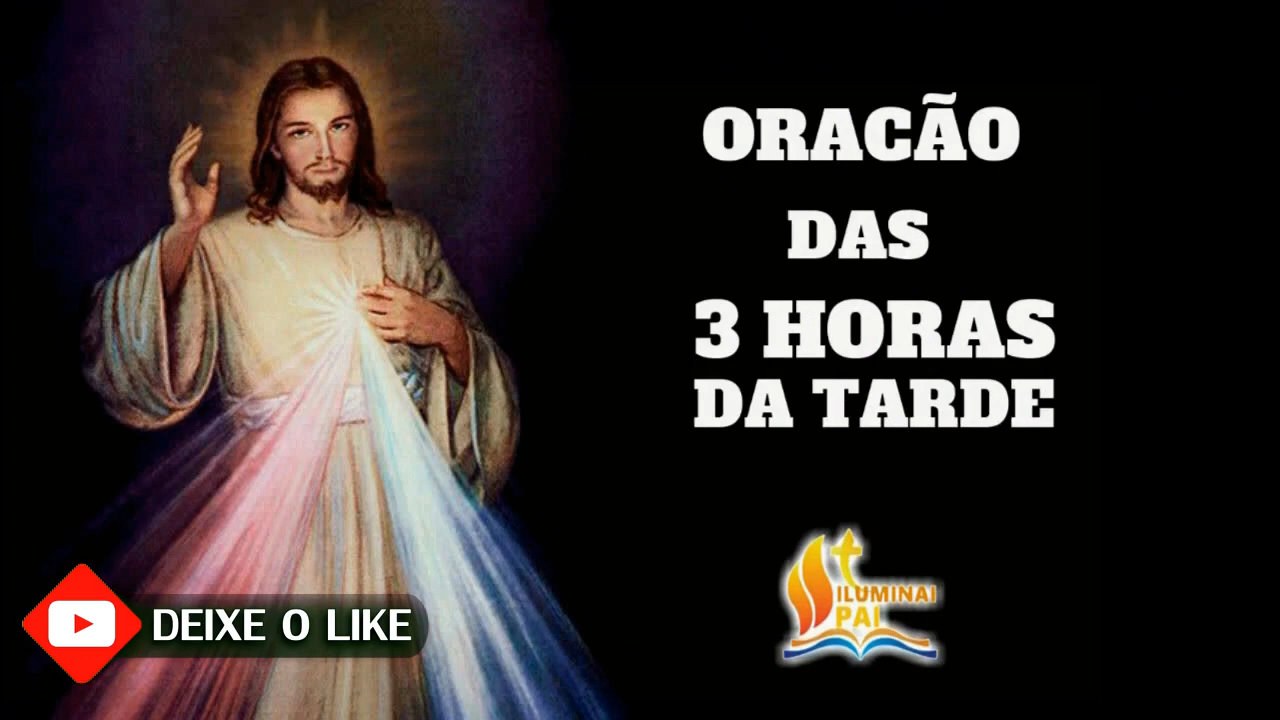 ORACÃO
DAS
3 HORAS
DA TARDE
ILUMINAI
PAI
DEIXE O LIKE